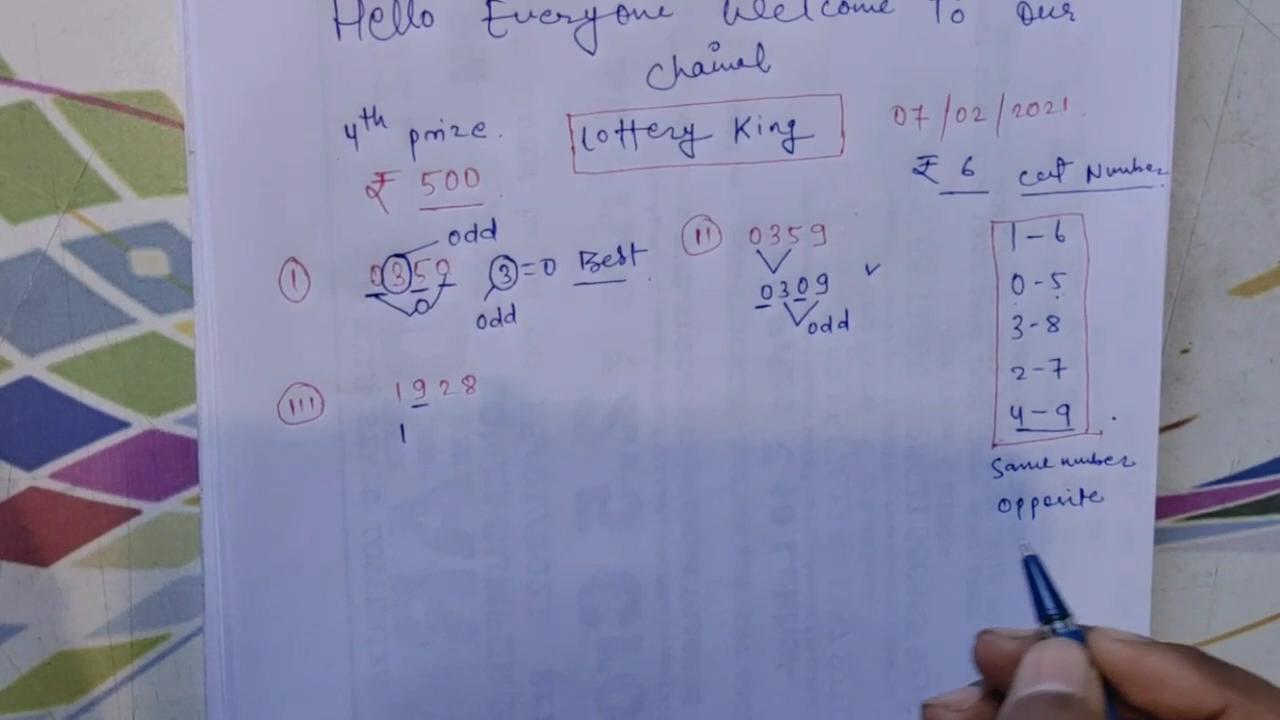 Hello Everyone Welcome To Our
Chainal
4th prize.
Lottery King
07/02/2021.
₹ 500
₹ 6 Cut Number
I 0359 odd
3=0 Best
odd
II 0359
0309
odd
III 1928
1
1-6
0-5
3-8
2-7
4-9
Same number
opposite